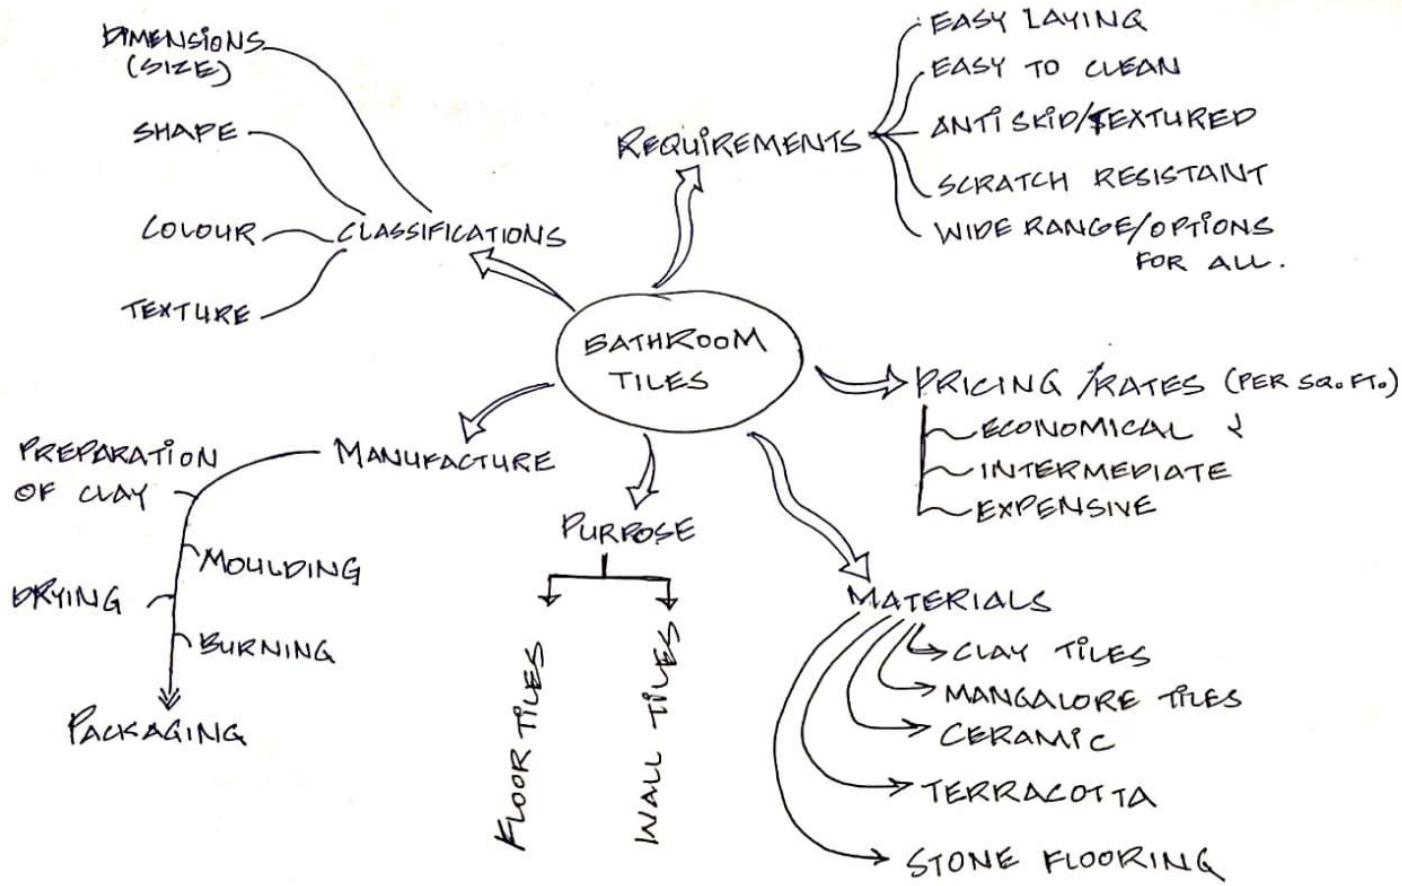 DIMENSIONS
(SIZE)
SHAPE
COLOUR
TEXTURE
CLASSIFICATIONS
REQUIREMENTS
EASY LAYING
EASY TO CLEAN
ANTI SKID/TEXTURED
SCRATCH RESISTANT
WIDE RANGE/OPTIONS
FOR ALL.
BATHROOM
TILES
PRICING /RATES (PER SQ. FT.)
ECONOMICAL
INTERMEDIATE
EXPENSIVE
MANUFACTURE
PREPARATION
OF CLAY
MOULDING
DRYING
BURNING
PACKAGING
PURPOSE
FLOOR TILES
WALL TILES
MATERIALS
CLAY TILES
MANGALORE TILES
CERAMIC
TERRACOTTA
STONE FLOORING